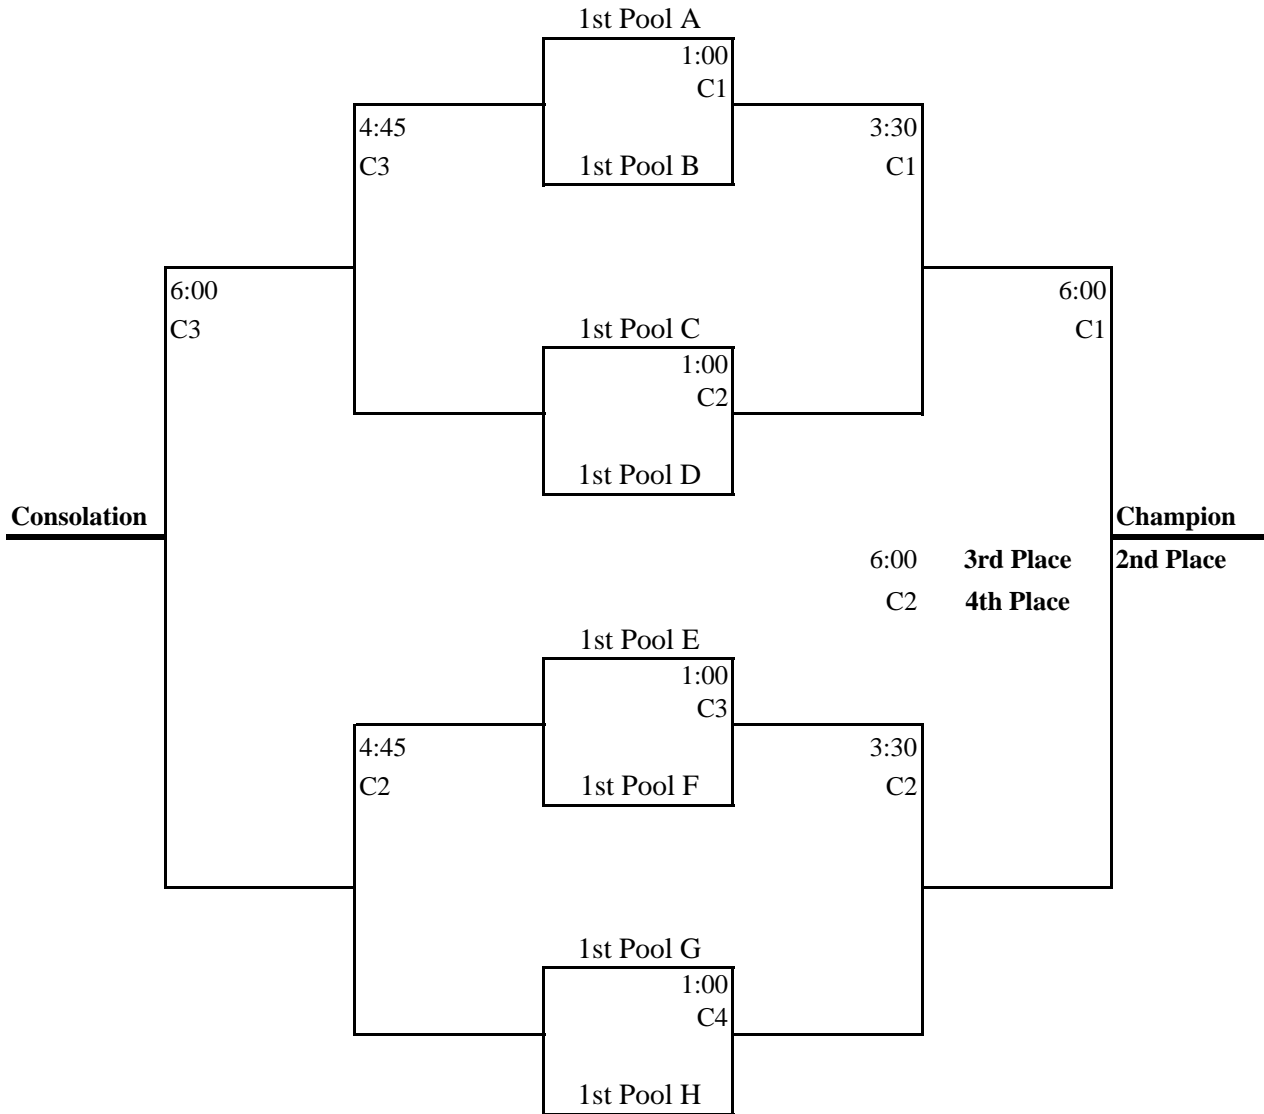 1st Pool A
1:00
C1
4:45
3:30
C3
1st Pool B
C1
6:00
6:00
C3
1st Pool C
C1
1:00
C2
1st Pool D
Consolation
Champion
6:00 3rd Place 2nd Place
C2 4th Place
1st Pool E
1:00
C3
4:45
3:30
C2
1st Pool F
C2
1st Pool G
1:00
C4
1st Pool H